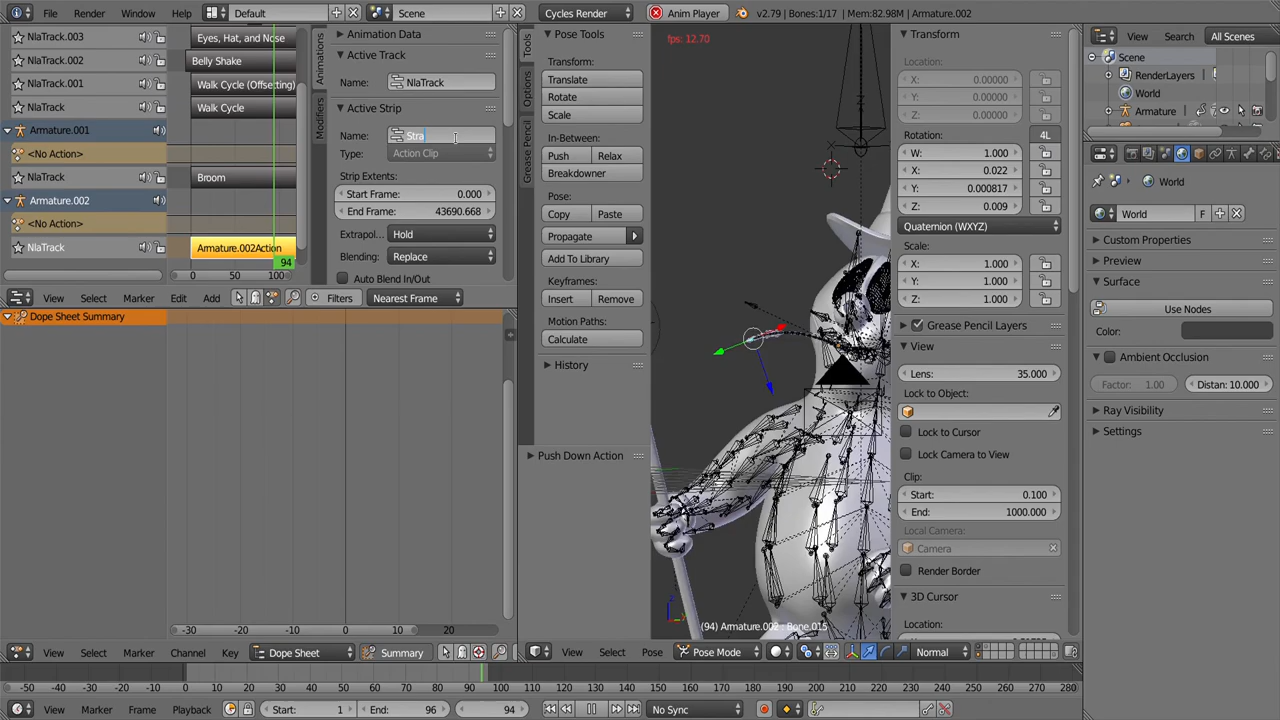 File Render Window Help Default Scene Cycles Render Anim Player v2.79 | Bones:1/17 | Mem:82.98M | Armature.002
NlaTrack.003 Eyes, Hat, and Nose
NlaTrack.002 Belly Shake
NlaTrack.001 Walk Cycle (Offsetting)
NlaTrack Walk Cycle
Armature.001
<No Action>
NlaTrack Broom
Armature.002
<No Action>
NlaTrack Armature.002Action
94
0 50 100
View Select Marker Edit Add Filters Nearest Frame
Animations
Modifiers
Animation Data
Active Track
Name: NlaTrack
Active Strip
Name: Stra
Type: Action Clip
Strip Extents:
Start Frame: 0.000
End Frame: 43690.668
Extrapol... Hold
Blending: Replace
Auto Blend In/Out
Dope Sheet Summary
-30 -20 -10 0 10 20
View Select Marker Channel Key Dope Sheet Summary
Tools
Options
Grease Pencil
Pose Tools
Transform:
Translate
Rotate
Scale
In-Between:
Push Relax
Breakdowner
Pose:
Copy Paste
Propagate
Add To Library
Keyframes:
Insert Remove
Motion Paths:
Calculate
History
Push Down Action
fps: 12.70
(94) Armature.002 : Bone.015
View Select Pose Pose Mode Normal
Transform
Location:
X: 0.00000
Y: 0.00000
Z: 0.00000
Rotation: 4L
W: 1.000
X: 0.022
Y: 0.000817
Z: 0.009
Quaternion (WXYZ)
Scale:
X: 1.000
Y: 1.000
Z: 1.000
Grease Pencil Layers
View
Lens: 35.000
Lock to Object:
Lock to Cursor
Lock Camera to View
Clip:
Start: 0.100
End: 1000.000
Local Camera:
Camera
Render Border
3D Cursor
Location:
View Search All Scenes
Scene
RenderLayers
World
Armature
World
World F
Custom Properties
Preview
Surface
Use Nodes
Color:
Ambient Occlusion
Factor: 1.00 Distan: 10.000
Ray Visibility
Settings
-50 -40 -30 -20 -10 0 10 20 30 40 50 60 70 80 90 100 110 120 130 140 150 160 170 180 190 200 210 220 230 240 250 260 270 280
View Marker Frame Playback Start: 1 End: 96 94 No Sync